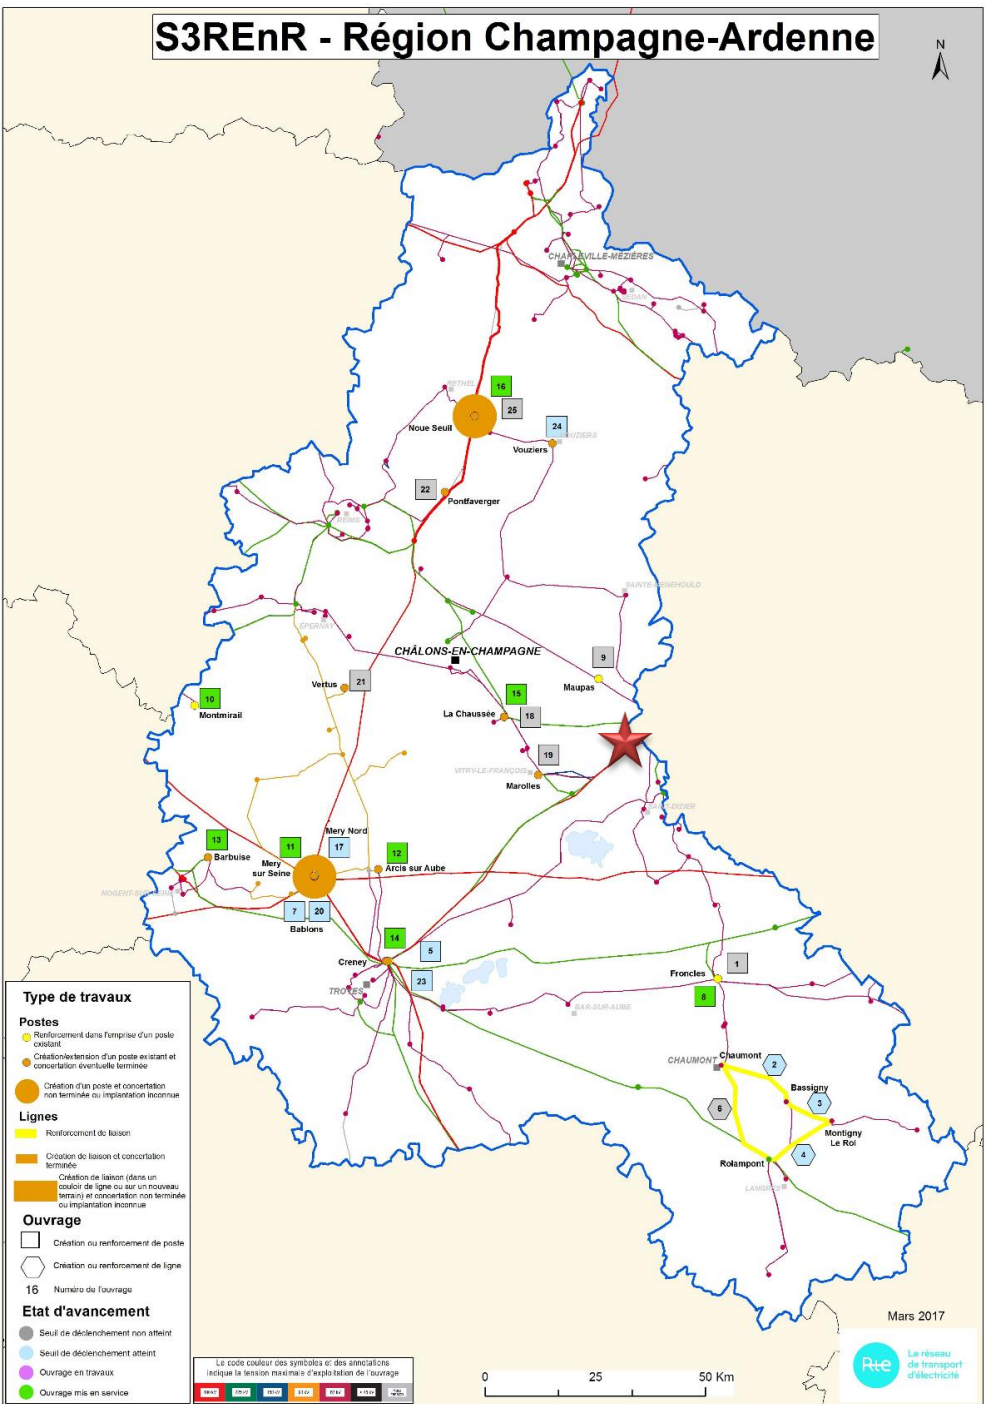 S3REnR - Région Champagne-Ardenne
N
CHARLEVILLE-MÉZIÈRES
SEDAN
RETHEL
16
25
Noue Seuil
24
VOUZIERS
Vouziers
22
Pontfaverger
REIMS
SAINTE-MENEHOULD
EPERNAY
CHÂLONS-EN-CHAMPAGNE
9
Maupas
Vertus
21
10
Montmirail
15
La Chaussée
18
19
VITRY-LE-FRANÇOIS
Marolles
SAINT-DIZIER
Mery Nord
13
Barbuise
11
17
12
Mery
sur Seine
Arcis sur Aube
NOGENT-SUR-SEINE
7
20
Bablons
14
5
Creney
23
TROYES
1
Froncles
8
BAR-SUR-AUBE
Chaumont
CHAUMONT
2
Bassigny
3
6
Montigny
Le Roi
4
Rolampont
LANGRES
Type de travaux
Postes
Renforcement dans l'emprise d'un poste
existant
Création/extension d'un poste existant et
concertation éventuelle terminée
Création d'un poste et concertation
non terminée ou implantation inconnue
Lignes
Renforcement de liaison
Création de liaison et concertation
terminée
Création de liaison (dans un
couloir de ligne ou sur un nouveau
terrain) et concertation non terminée
ou implantation inconnue
Ouvrage
Création ou renforcement de poste
Création ou renforcement de ligne
16 Numéro de l'ouvrage
Etat d'avancement
Seuil de déclenchement non atteint
Seuil de déclenchement atteint
Ouvrage en travaux
Ouvrage mis en service
Le code couleur des symboles et des annotations
indique la tension maximale d'exploitation de l'ouvrage
0 25 50 Km
Mars 2017
Rte
Le réseau
de transport
d'électricité